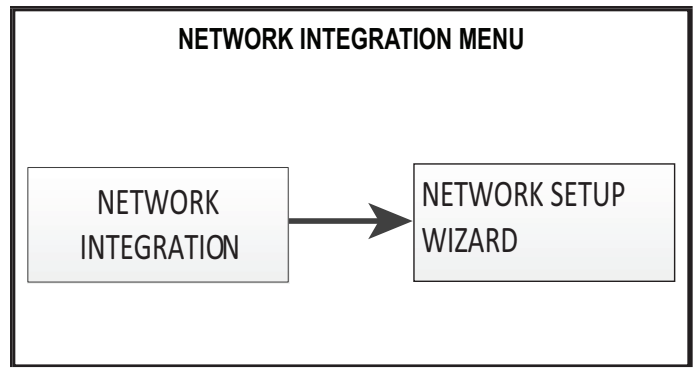 NETWORK INTEGRATION MENU
NETWORK
INTEGRATION
NETWORK SETUP
WIZARD